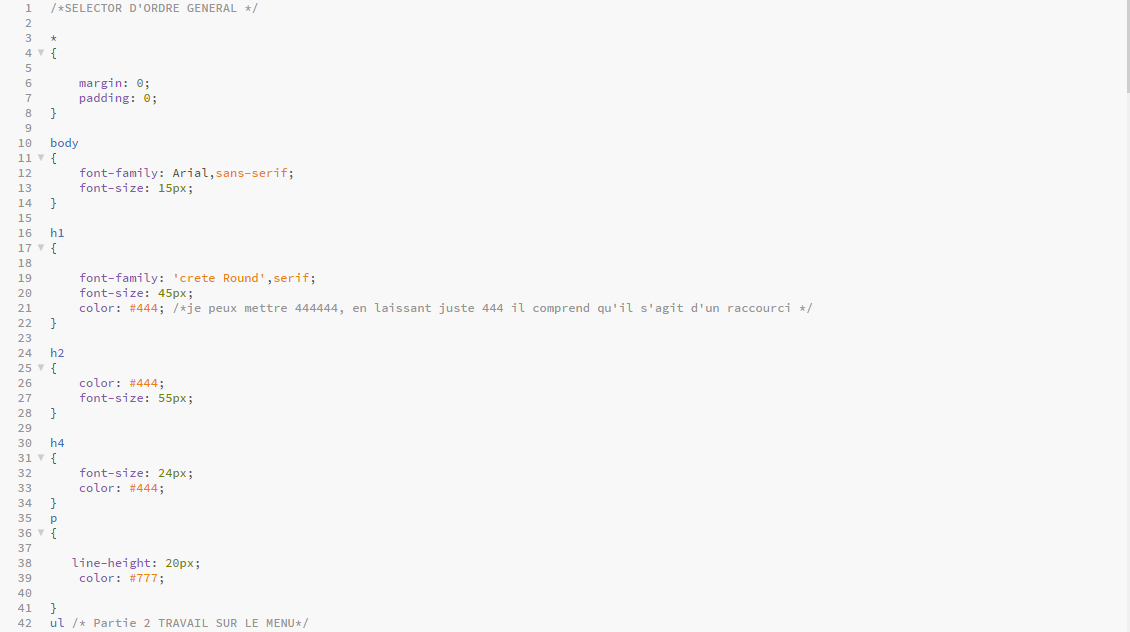 1 /*SELECTOR D'ORDRE GENERAL */
2
3 *
4 {
5
6     margin: 0;
7     padding: 0;
8 }
9
10 body
11 {
12     font-family: Arial,sans-serif;
13     font-size: 15px;
14 }
15
16 h1
17 {
18
19     font-family: 'crete Round',serif;
20     font-size: 45px;
21     color: #444; /*je peux mettre 444444, en laissant juste 444 il comprend qu'il s'agit d'un raccourci */
22 }
23
24 h2
25 {
26     color: #444;
27     font-size: 55px;
28 }
29
30 h4
31 {
32     font-size: 24px;
33     color: #444;
34 }
35 p
36 {
37
38    line-height: 20px;
39     color: #777;
40
41 }
42 ul /* Partie 2 TRAVAIL SUR LE MENU*/